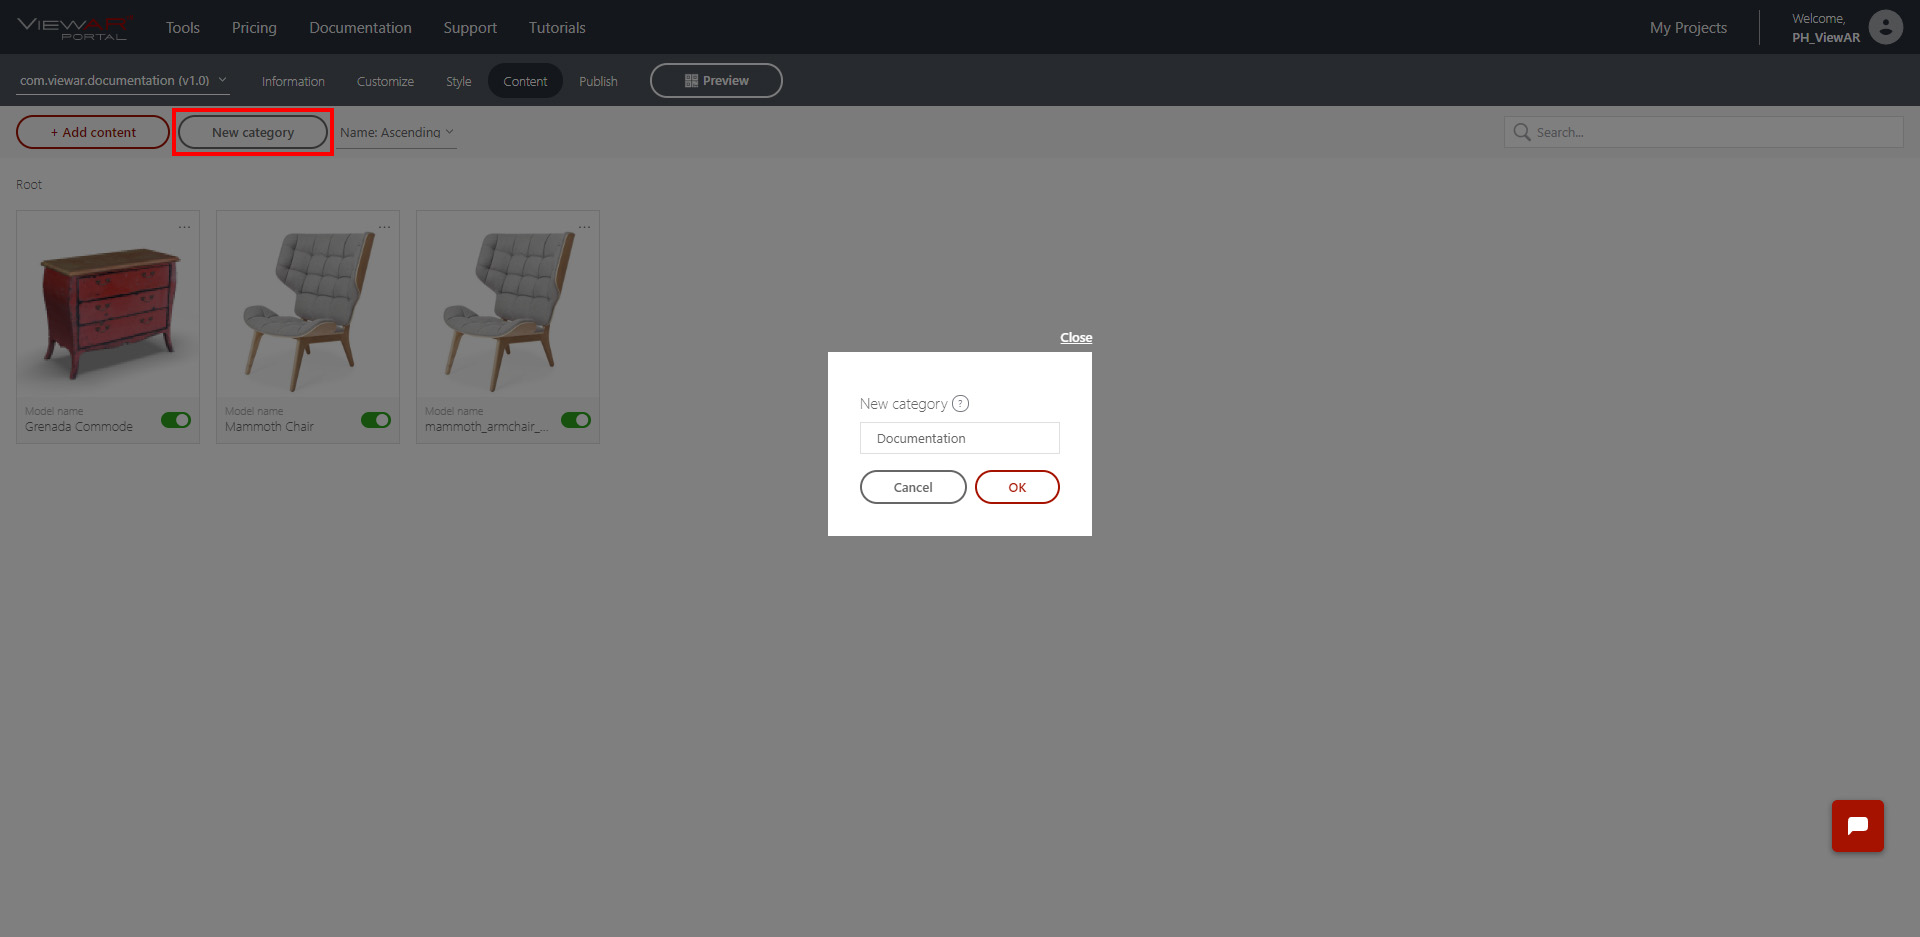 VIEWAR
PORTAL
Tools
Pricing
Documentation
Support
Tutorials
My Projects
Welcome,
PH_ViewAR
com.viewar.documentation (v1.0)
Information
Customize
Style
Content
Publish
Preview
+ Add content
New category
Name: Ascending
Search...
Root
...
...
...
Model name
Grenada Commode
Model name
Mammoth Chair
Model name
mammoth_armchair_...
Close
New category ?
Documentation
Cancel
OK